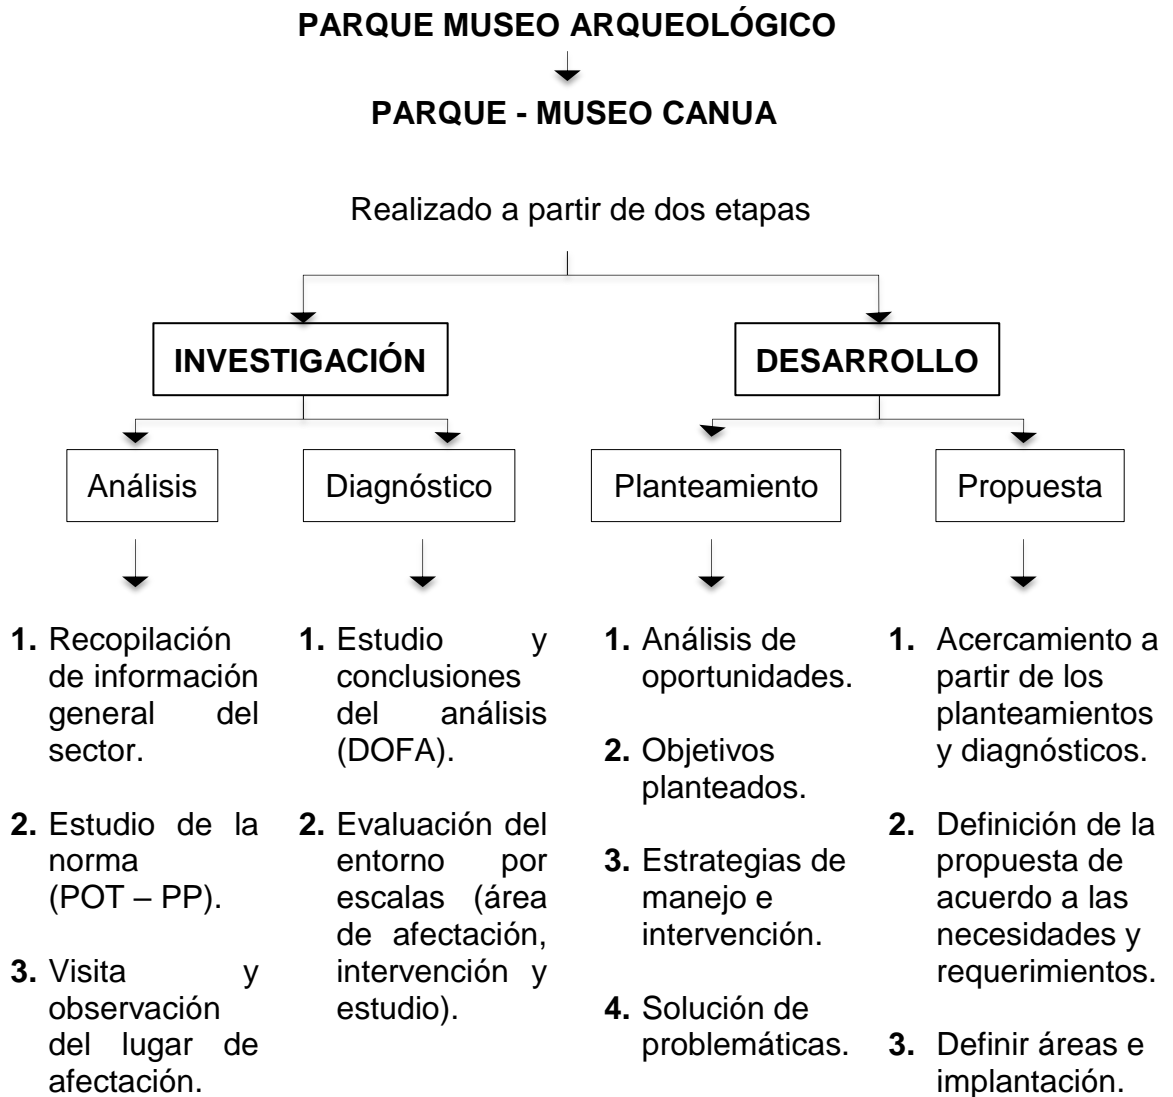 PARQUE MUSEO ARQUEOLÓGICO
PARQUE - MUSEO CANUA
Realizado a partir de dos etapas
INVESTIGACIÓN
DESARROLLO
Análisis
Diagnóstico
Planteamiento
Propuesta
1. Recopilación
de información
general del
sector.
2. Estudio de la
norma
(POT – PP).
3. Visita y
observación
del lugar de
afectación.
1. Estudio y
conclusiones
del análisis
(DOFA).
2. Evaluación del
entorno por
escalas (área
de afectación,
intervención y
estudio).
1. Análisis de
oportunidades.
2. Objetivos
planteados.
3. Estrategias de
manejo e
intervención.
4. Solución de
problemáticas.
1. Acercamiento a
partir de los
planteamientos
y diagnósticos.
2. Definición de la
propuesta de
acuerdo a las
necesidades y
requerimientos.
3. Definir áreas e
implantación.